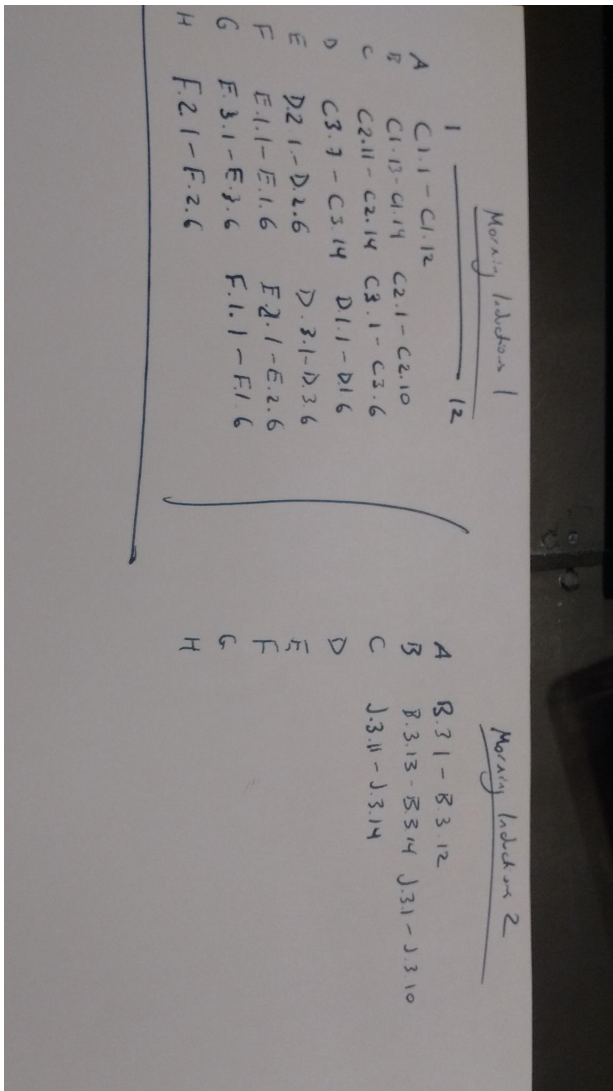 Morning Inductions 1
1 12
A C1.1 - C1.12
B C1.13 - C1.14 C2.1 - C2.10
C C2.11 - C2.14 C3.1 - C3.6
D C3.7 - C3.14 D1.1 - D1.6
E D.2.1 - D.2.6 D.3.1 - D.3.6
F E.1.1 - E.1.6 E2.1 - E.2.6
G E.3.1 - E.3.6 F.1.1 - F.1.6
H F.2.1 - F.2.6
Morning Inductions 2
A B.3.1 - B.3.12
B B.3.13 - B.3.14 J.3.1 - J.3.10
C J.3.11 - J.3.14
D
E
F
G
H